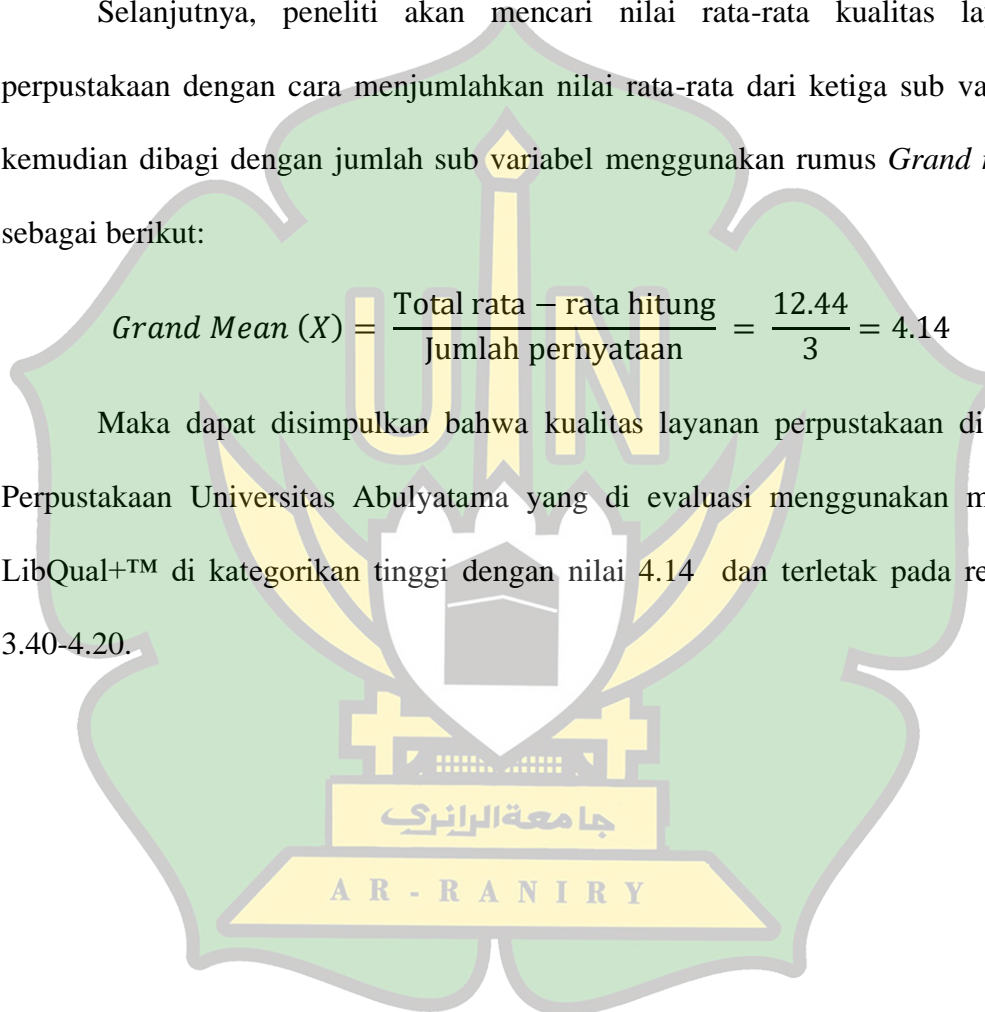 Selanjutnya, peneliti akan mencari nilai rata-rata kualitas
perpustakaan dengan cara menjumlahkan nilai rata-rata dari ketiga sub
kemudian dibagi dengan jumlah sub variabel menggunakan rumus Grand
sebagai berikut:
Grand Mean (X) = Total rata − rata hitung / Jumlah pernyataan = 12.44 / 3 = 4.14
Maka dapat disimpulkan bahwa kualitas layanan perpustakaan di
Perpustakaan Universitas Abulyatama yang di evaluasi menggunakan
LibQual+™ di kategorikan tinggi dengan nilai 4.14 dan terletak pada
3.40-4.20.
UIN
جامعة الرانري
AR-RANIRY